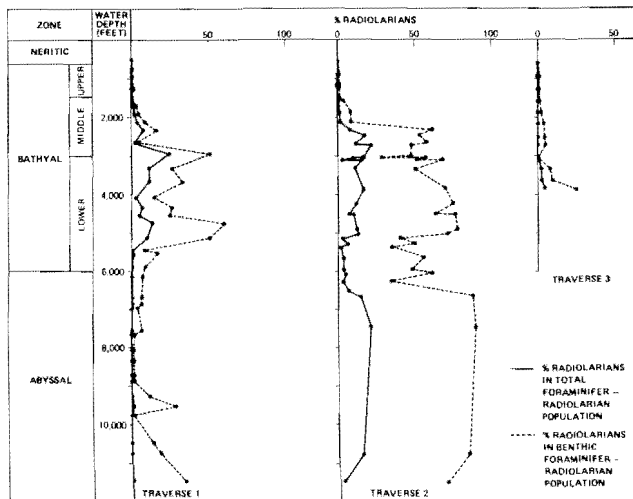 ZONE
WATER DEPTH (FEET)
% RADIOLARIANS
0 50
0 50 100
0 50
NERITIC
UPPER
MIDDLE
BATHYAL
LOWER
ABYSSAL
2,000
4,000
6,000
8,000
10,000
TRAVERSE 1
TRAVERSE 2
TRAVERSE 3
% RADIOLARIANS
IN TOTAL
FORAMINIFER –
RADIOLARIAN
POPULATION
% RADIOLARIANS
IN BENTHIC
FORAMINIFER –
RADIOLARIAN
POPULATION